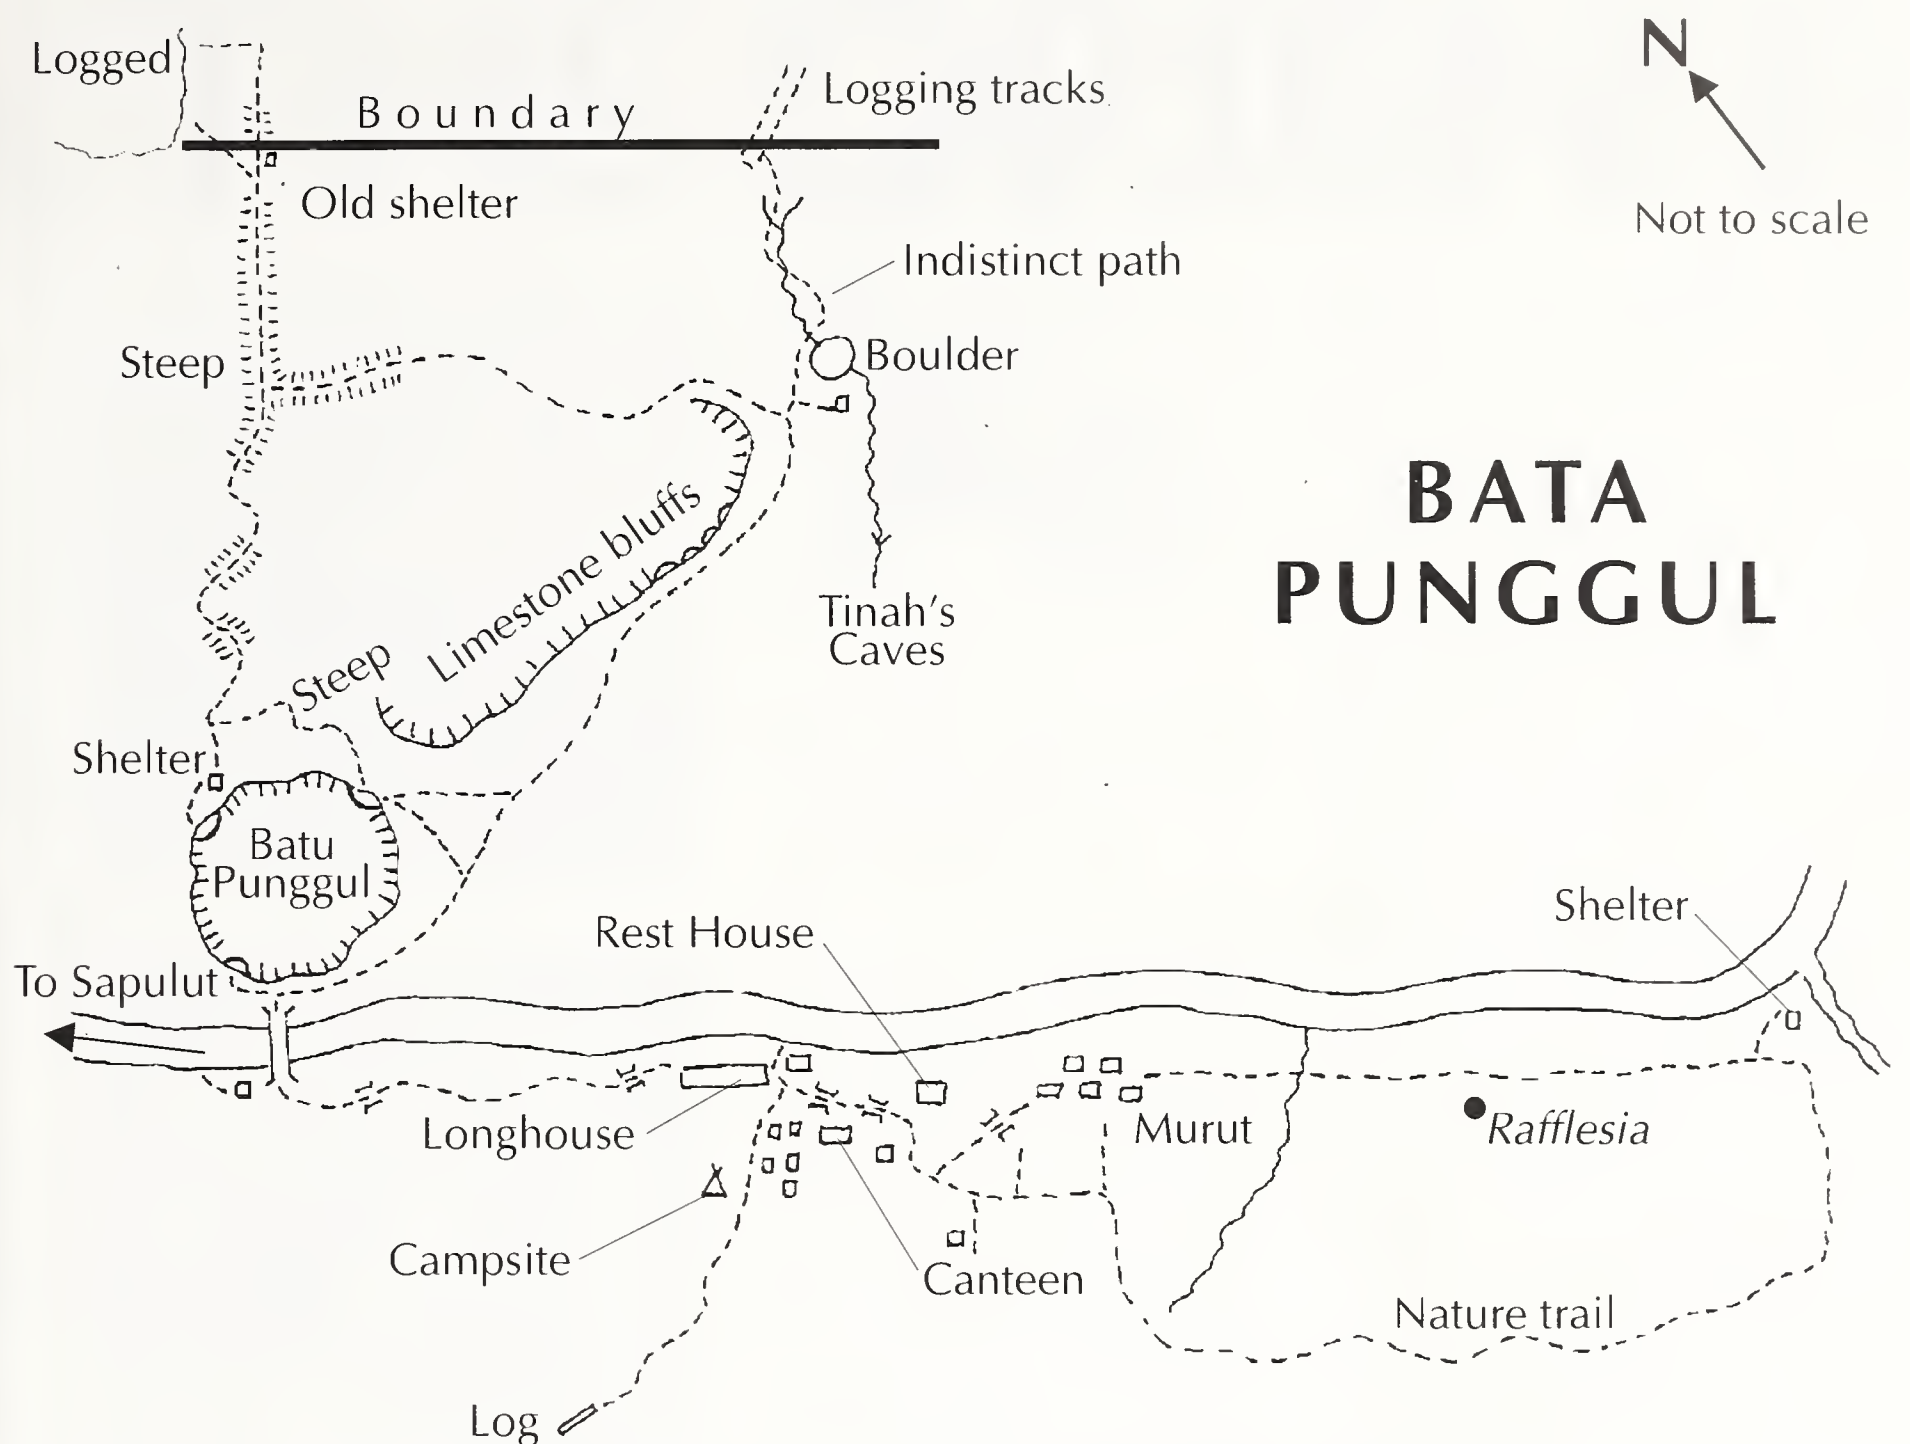 Logged
Boundary
Logging tracks
N
Not to scale
Old shelter
Indistinct path
Steep
Boulder
BATA
PUNGGUL
Limestone bluffs
Tinah's
Caves
Steep
Shelter
Batu
Punggul
To Sapulut
Rest House
Shelter
Longhouse
Murut
Rafflesia
Campsite
Canteen
Nature trail
Log